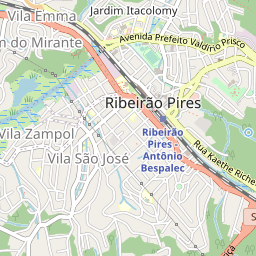 Jardim Itacolomy
Vila Emma
Avenida Prefeito Valdírio Prisco
m do Mirante
Ribeirão Pires
Vila Zampol
Ribeirão
Pires -
Antônio
Bespalec
Rua Kaethe Richer
Vila São José
S